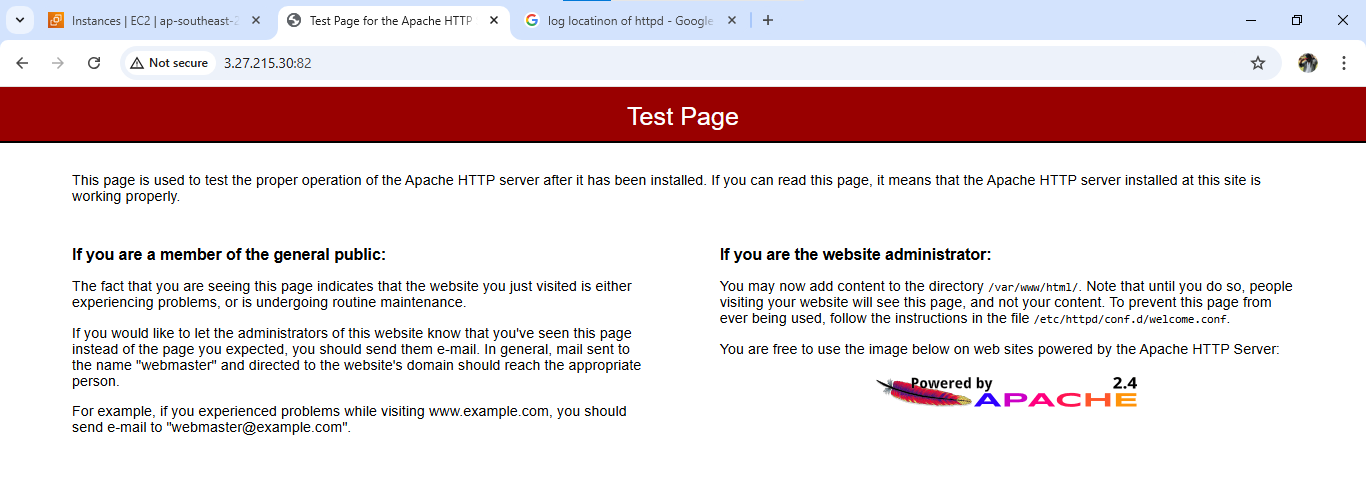 Instances | EC2 | ap-southeast-2
Test Page for the Apache HTTP
log locatinon of httpd - Google
Not secure
3.27.215.30:82
Test Page
This page is used to test the proper operation of the Apache HTTP server after it has been installed. If you can read this page, it means that the Apache HTTP server installed at this site is
working properly.
If you are a member of the general public:
The fact that you are seeing this page indicates that the website you just visited is either
experiencing problems, or is undergoing routine maintenance.
If you would like to let the administrators of this website know that you've seen this page
instead of the page you expected, you should send them e-mail. In general, mail sent to
the name "webmaster" and directed to the website's domain should reach the appropriate
person.
For example, if you experienced problems while visiting www.example.com, you should
send e-mail to "webmaster@example.com".
If you are the website administrator:
You may now add content to the directory /var/www/html/. Note that until you do so, people
visiting your website will see this page, and not your content. To prevent this page from
ever being used, follow the instructions in the file /etc/httpd/conf.d/welcome.conf.
You are free to use the image below on web sites powered by the Apache HTTP Server:
Powered by 2.4
APACHE